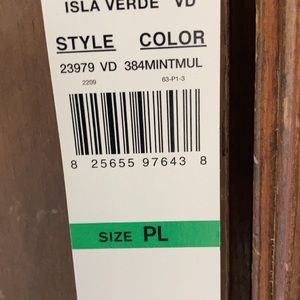 ISLA VERDE VD
STYLE COLOR
23979 VD 384MINTMUL
2209 63-P1-3
8 25655 97643 8
SIZE PL